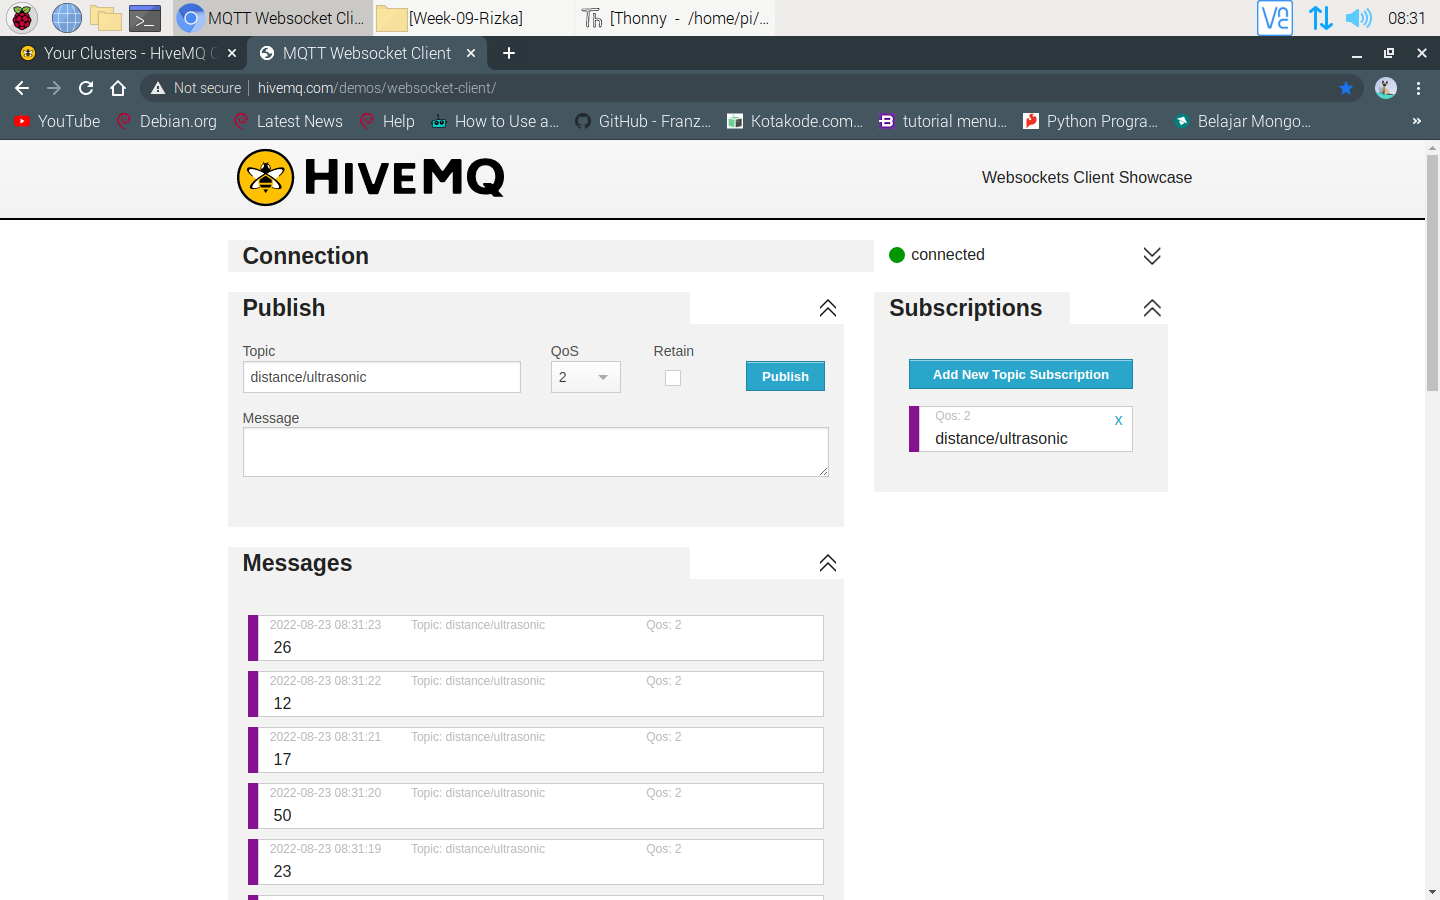 MQTT Websocket Cli...
[Week-09-Rizka]
[Thonny - /home/pi/...
08:31
Your Clusters - HiveMQ C
MQTT Websocket Client
Not secure
hivemq.com/demos/websocket-client/
YouTube
Debian.org
Latest News
Help
How to Use a...
GitHub - Franz...
Kotakode.com...
tutorial menu...
Python Progra...
Belajar Mongo...
HIVEMQ
Websockets Client Showcase
Connection
connected
Publish
Subscriptions
Topic
QoS
Retain
distance/ultrasonic
2
Publish
Message
Add New Topic Subscription
Qos: 2
x
distance/ultrasonic
Messages
2022-08-23 08:31:23 Topic: distance/ultrasonic Qos: 2
26
2022-08-23 08:31:22 Topic: distance/ultrasonic Qos: 2
12
2022-08-23 08:31:21 Topic: distance/ultrasonic Qos: 2
17
2022-08-23 08:31:20 Topic: distance/ultrasonic Qos: 2
50
2022-08-23 08:31:19 Topic: distance/ultrasonic Qos: 2
23